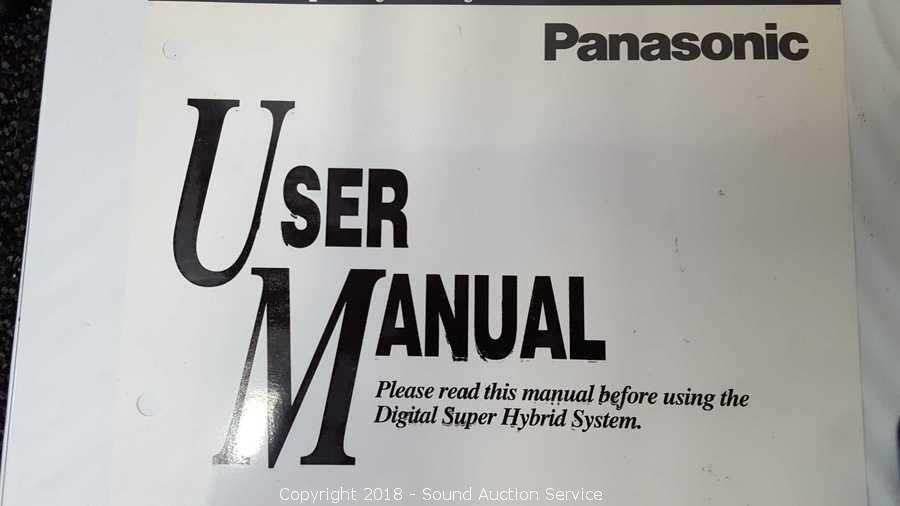 Panasonic
USER
MANUAL
Please read this manual before using the
Digital Super Hybrid System.
Copyright 2018 - Sound Auction Service